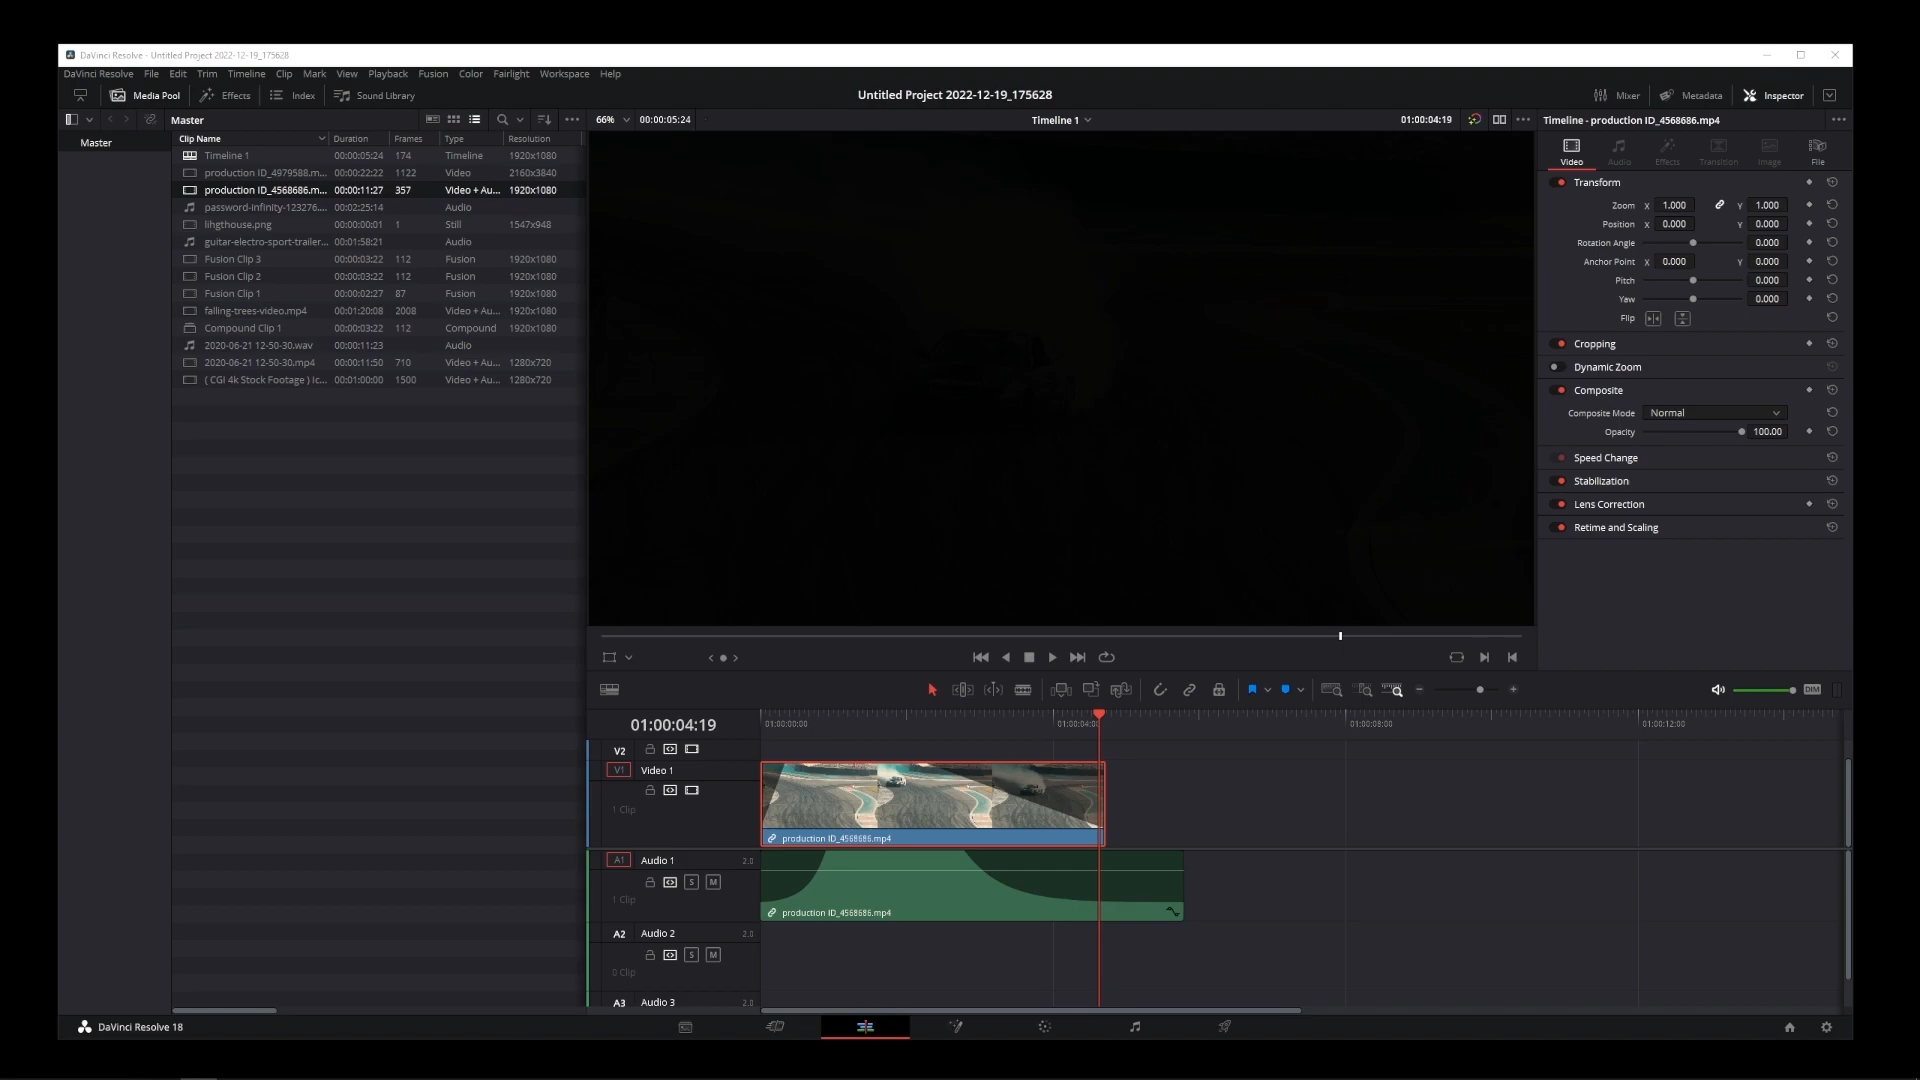 DaVinci Resolve - Untitled Project 2022-12-19_175628
DaVinci Resolve File Edit Trim Timeline Clip Mark View Playback Fusion Color Fairlight Workspace Help
Media Pool Effects Index Sound Library Untitled Project 2022-12-19_175628 Mixer Metadata Inspector
Master 66% 00:00:05:24 Timeline 1 01:00:04:19 Timeline - production ID_4568686.mp4
Master
Clip Name Duration Frames Type Resolution
Timeline 1 00:00:05:24 174 Timeline 1920x1080
production ID_4979588.m... 00:00:22:22 1122 Video 2160x3840
production ID_4568686.m... 00:00:11:27 357 Video + Au... 1920x1080
password-infinity-123276.... 00:02:25:14 Audio
lihgthouse.png 00:00:00:01 1 Still 1547x948
guitar-electro-sport-trailer... 00:01:58:21 Audio
Fusion Clip 3 00:00:03:22 112 Fusion 1920x1080
Fusion Clip 2 00:00:03:22 112 Fusion 1920x1080
Fusion Clip 1 00:00:02:27 87 Fusion 1920x1080
falling-trees-video.mp4 00:01:20:08 2008 Video + Au... 1920x1080
Compound Clip 1 00:00:03:22 112 Compound 1920x1080
2020-06-21 12-50-30.wav 00:00:11:23 Audio
2020-06-21 12-50-30.mp4 00:00:11:50 710 Video + Au... 1280x720
( CGI 4k Stock Footage ) Ic... 00:01:00:00 1500 Video + Au... 1280x720
Video Audio Effects Transition Image File
Transform
Zoom X 1.000 Y 1.000
Position X 0.000 Y 0.000
Rotation Angle 0.000
Anchor Point X 0.000 Y 0.000
Pitch 0.000
Yaw 0.000
Flip
Cropping
Dynamic Zoom
Composite
Composite Mode Normal
Opacity 100.00
Speed Change
Stabilization
Lens Correction
Retime and Scaling
DIM
01:00:04:19 01:00:00:00 01:00:04:0 01:00:08:00 01:00:12:00
V2
V1 Video 1
1 Clip
production ID_4568686.mp4
A1 Audio 1 2.0
S M
1 Clip
production ID_4568686.mp4
A2 Audio 2 2.0
S M
0 Clip
A3 Audio 3 2.0
DaVinci Resolve 18